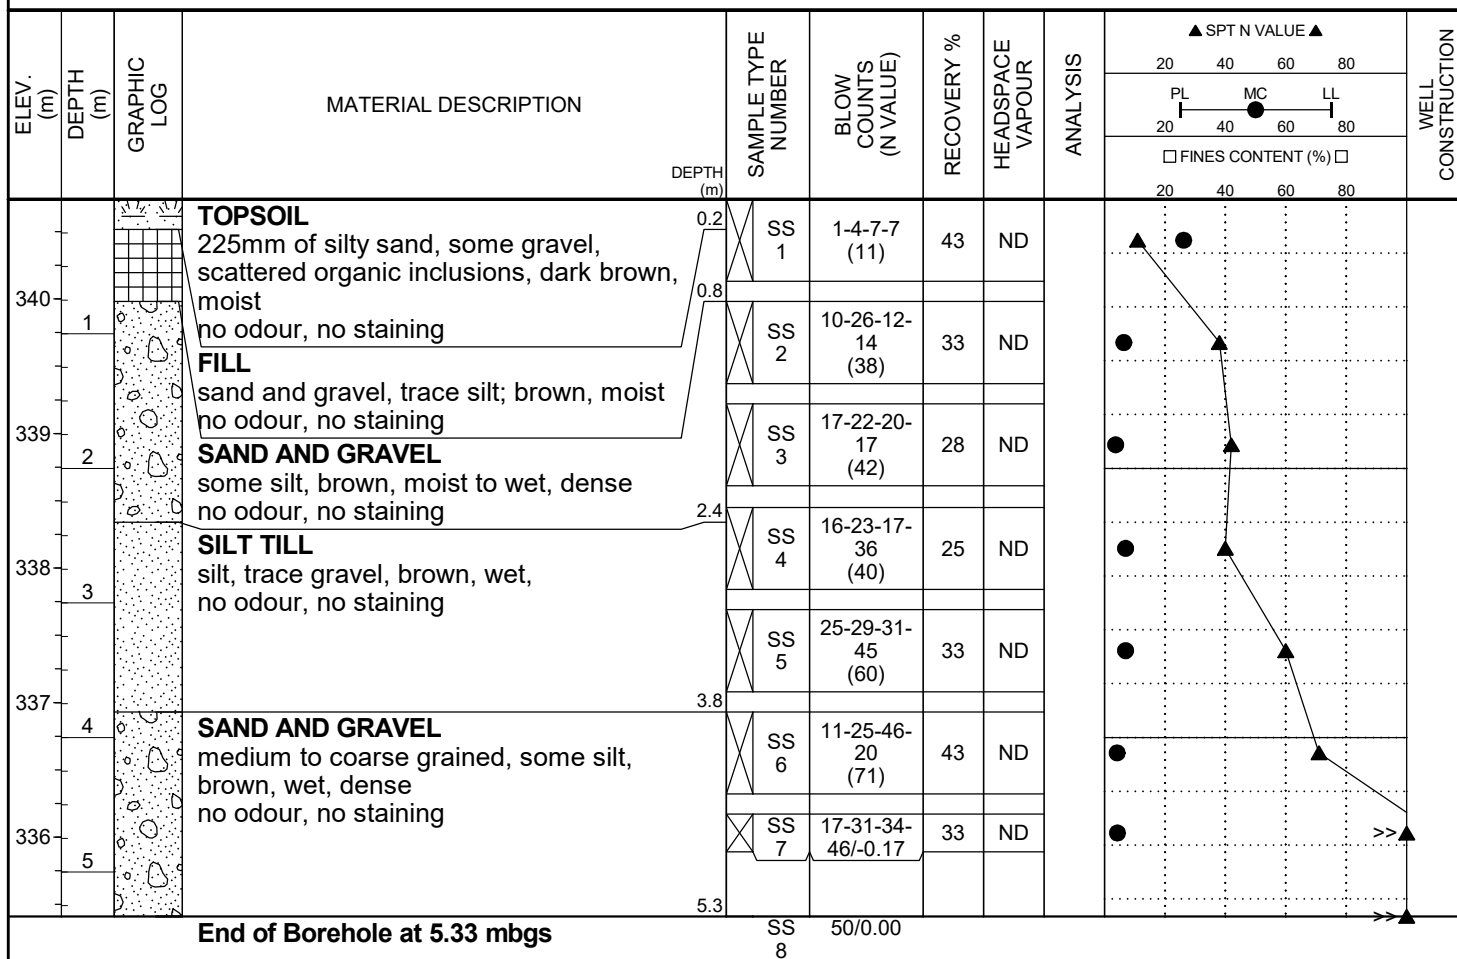 ELEV. (m)
DEPTH (m)
GRAPHIC LOG
MATERIAL DESCRIPTION
DEPTH (m)
SAMPLE TYPE NUMBER
BLOW COUNTS (N VALUE)
RECOVERY %
HEADSPACE VAPOUR
ANALYSIS
▲ SPT N VALUE ▲
20 40 60 80
PL MC LL
20 40 60 80
□ FINES CONTENT (%) □
20 40 60 80
WELL CONSTRUCTION
TOPSOIL
0.2
225mm of silty sand, some gravel,
scattered organic inclusions, dark brown,
moist
no odour, no staining
SS 1
1-4-7-7
(11)
43
ND
340
0.8
1
FILL
sand and gravel, trace silt; brown, moist
no odour, no staining
SS 2
10-26-12-
14
(38)
33
ND
339
2
SAND AND GRAVEL
some silt, brown, moist to wet, dense
no odour, no staining
2.4
SS 3
17-22-20-
17
(42)
28
ND
338
3
SILT TILL
silt, trace gravel, brown, wet,
no odour, no staining
SS 4
16-23-17-
36
(40)
25
ND
SS 5
25-29-31-
45
(60)
33
ND
337
3.8
4
SAND AND GRAVEL
medium to coarse grained, some silt,
brown, wet, dense
no odour, no staining
SS 6
11-25-46-
20
(71)
43
ND
336
5
SS 7
17-31-34-
46/-0.17
33
ND
>>
5.3
>>
End of Borehole at 5.33 mbgs
SS 8
50/0.00